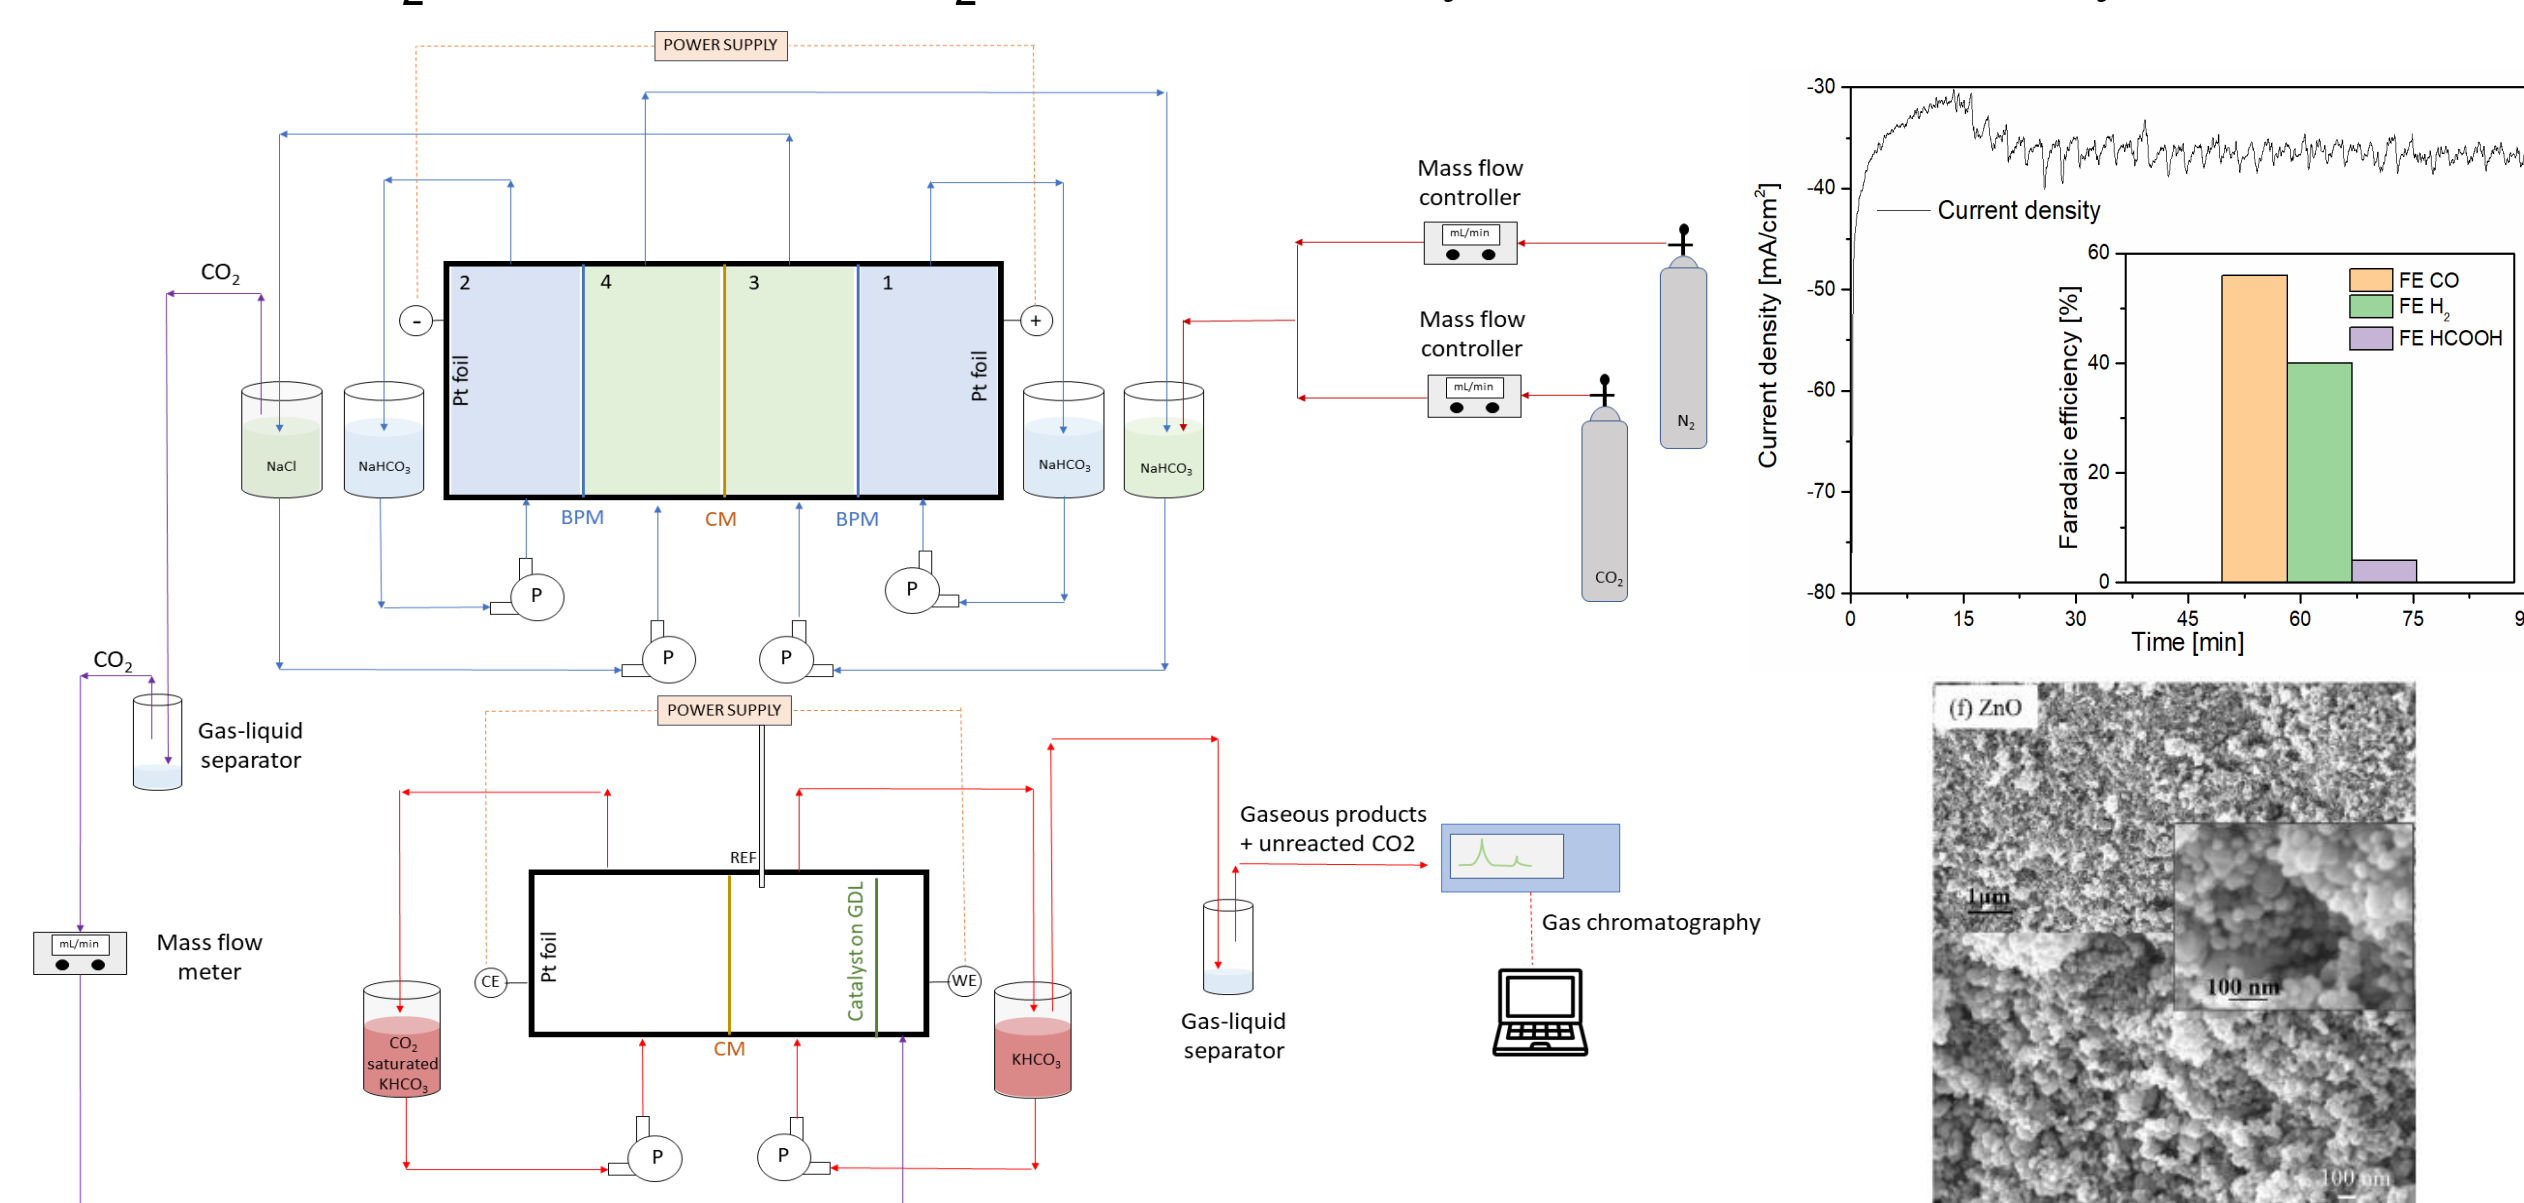 POWER SUPPLY
CO2
2
4
3
1
-
+
Pt foil
Pt foil
NaCl
NaHCO3
NaHCO3
NaHCO3
BPM
CM
BPM
P
P
P
P
Mass flow
controller
mL/min
Mass flow
controller
mL/min
N2
CO2
CO2
Gas-liquid
separator
Mass flow
meter
mL/min
POWER SUPPLY
REF
Pt foil
Catalyst on GDL
CE
WE
CM
CO2
saturated
KHCO3
KHCO3
P
P
Gaseous products
+ unreacted CO2
Gas chromatography
Gas-liquid
separator
Current density [mA/cm2]
-30
-40
-50
-60
-70
-80
0
15
30
45
60
75
9
Time [min]
Current density
Faradaic efficiency [%]
60
40
20
0
FE CO
FE H2
FE HCOOH
(f) ZnO
1μm
100 nm
100 nm